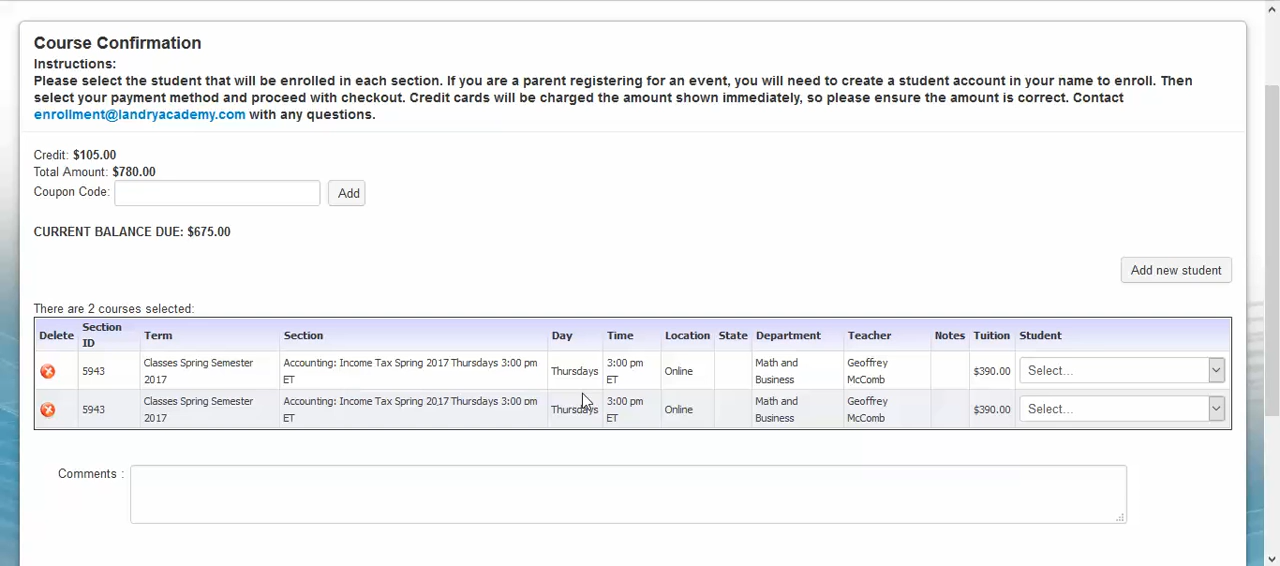 Course Confirmation
Instructions:
Please select the student that will be enrolled in each section. If you are a parent registering for an event, you will need to create a student account in your name to enroll. Then
select your payment method and proceed with checkout. Credit cards will be charged the amount shown immediately, so please ensure the amount is correct. Contact
enrollment@landryacademy.com with any questions.
Credit: $105.00
Total Amount: $780.00
Coupon Code: Add
CURRENT BALANCE DUE: $675.00
Add new student
There are 2 courses selected:
Delete Section ID Term Section Day Time Location State Department Teacher Notes Tuition Student
5943 Classes Spring Semester 2017 Accounting: Income Tax Spring 2017 Thursdays 3:00 pm ET Thursdays 3:00 pm ET Online Math and Business Geoffrey McComb $390.00 Select...
5943 Classes Spring Semester 2017 Accounting: Income Tax Spring 2017 Thursdays 3:00 pm ET Thursdays 3:00 pm ET Online Math and Business Geoffrey McComb $390.00 Select...
Comments :